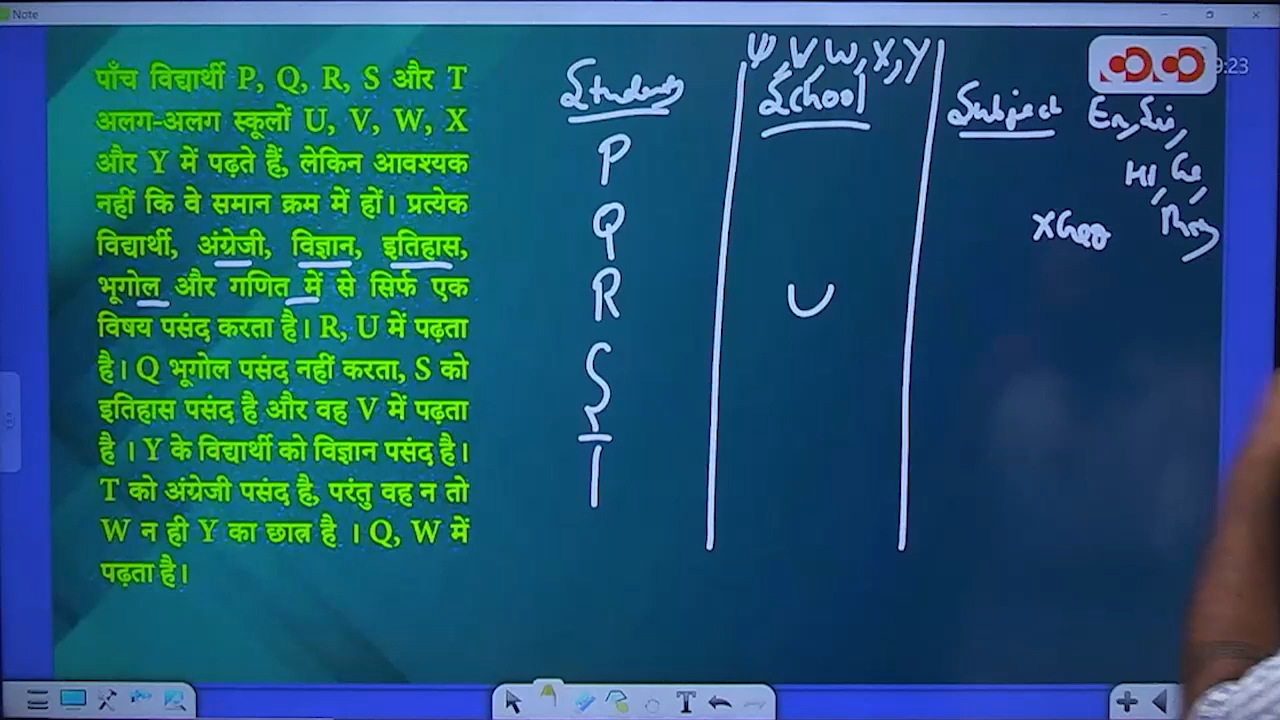 Note
पाँच विद्यार्थी P, Q, R, S और T
अलग-अलग स्कूलों U, V, W, X
और Y में पढ़ते हैं, लेकिन आवश्यक
नहीं कि वे समान क्रम में हों। प्रत्येक
विद्यार्थी, अंग्रेजी, विज्ञान, इतिहास,
भूगोल और गणित में से सिर्फ एक
विषय पसंद करता है। R, U में पढ़ता
है। Q भूगोल पसंद नहीं करता, S को
इतिहास पसंद है और वह V में पढ़ता
है । Y के विद्यार्थी को विज्ञान पसंद है।
T को अंग्रेजी पसंद है, परंतु वह न तो
W न ही Y का छात्र है । Q, W में
पढ़ता है।
U, V, W, X, Y
Students School Subject En,
P
Q
XGeo
R U
S
T
9:23